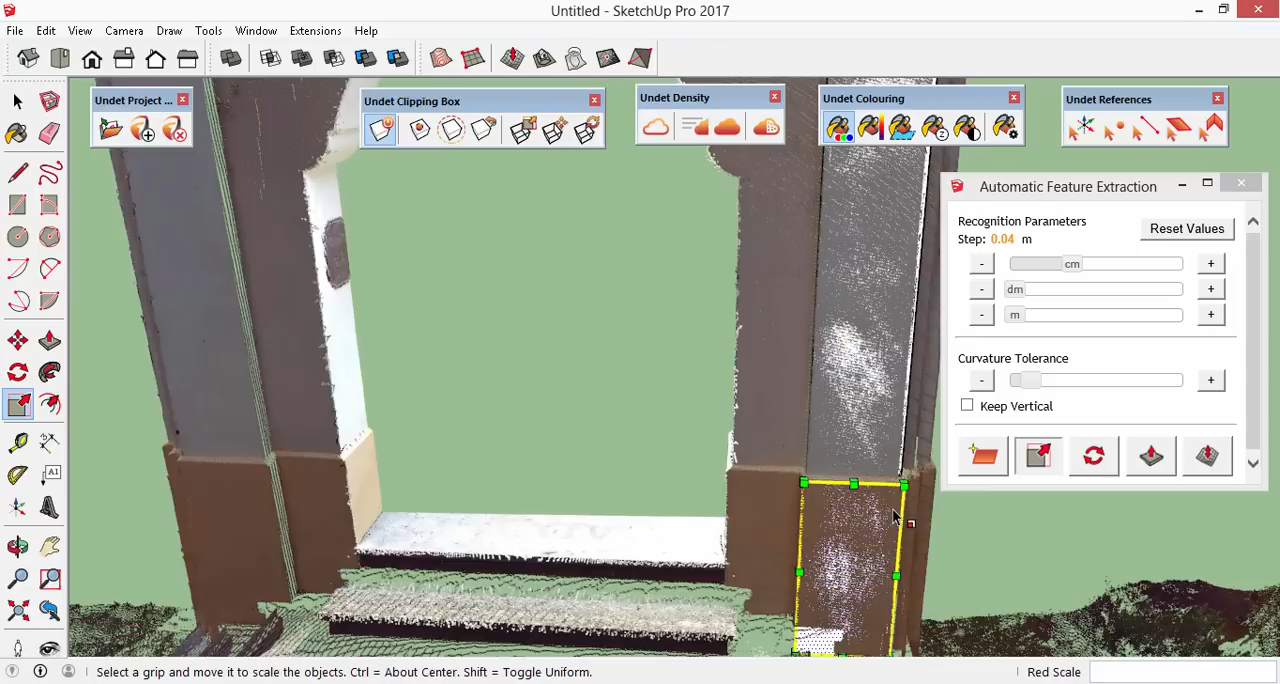 Untitled - SketchUp Pro 2017
File Edit View Camera Draw Tools Window Extensions Help
Undet Project ...
Undet Clipping Box
Undet Density
Undet Colouring
Undet References
Automatic Feature Extraction
Recognition Parameters
Reset Values
Step: 0.04 m
- cm +
- dm +
- m +
Curvature Tolerance
- +
Keep Vertical
A1
Select a grip and move it to scale the objects. Ctrl = About Center. Shift = Toggle Uniform.
Red Scale